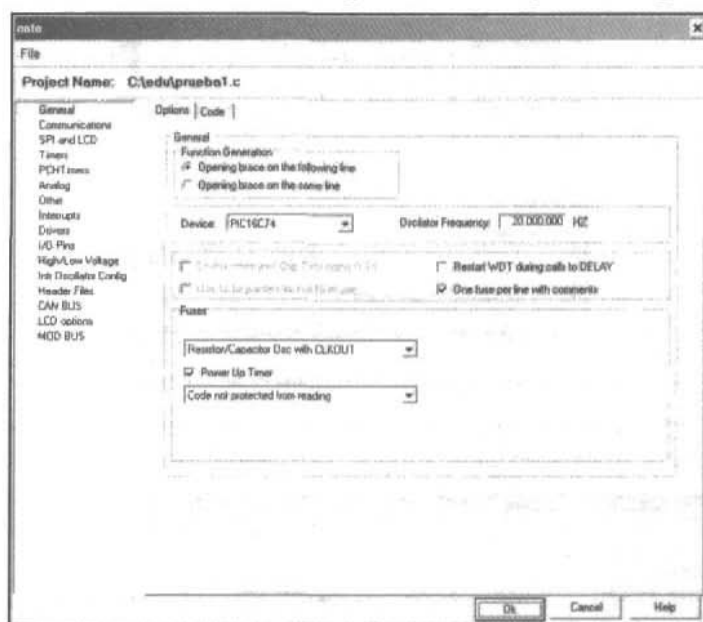 File
Project Name: C:\edu\prueba1.c
General
Communications
SPI and LCD
Timers
PCH Timers
Analog
Other
Interrupts
Drivers
I/O Pins
High/Low Voltage
Intr Oscillator Config
Header Files
CAN BUS
LCD options
MOD BUS
Options Code
General
Function Generation
Opening brace on the following line
Opening brace on the same line
Device: PIC16C74 Oscilator Frequency: 20.000.000 HZ
Restart WDT during calls to DELAY
One fuse per line with comments
Fuses
Resistor/Capacitor Osc with CLKOUT
Power Up Timer
Code not protected from reading
Ok Cancel Help